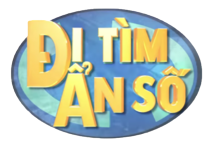 ĐI TÌM
ẨN SỐ